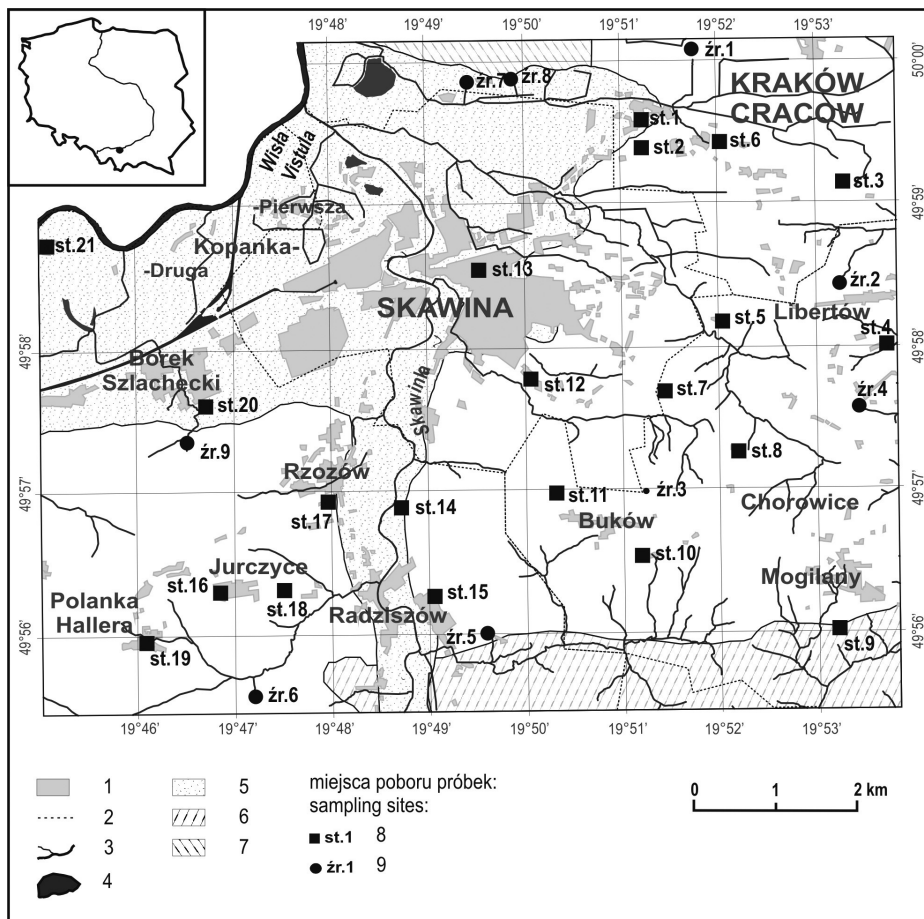 19°48'
19°49'
19°50'
19°51'
19°52'
19°53'
50°00'
źr.1
źr.7
źr.8
KRAKÓW
CRACOW
st.1
st.2
st.6
st.3
Wisła
Vistula
49°59'
-Pierwsza
Kopanka-
-Druga
st.21
st.13
źr.2
SKAWINA
st.5
Libertów
st.4
49°58'
49°58'
Borek
Szlachecki
Skawinka
st.12
st.7
źr.4
st.20
źr.9
st.8
Rzozów
49°57'
49°57'
źr.3
st.17
st.14
st.11
Buków
Chorowice
st.10
Jurczyce
st.16
st.18
st.15
Mogilany
Polanka
Hallera
Radziszów
49°56'
49°56'
źr.5
st.9
st.19
źr.6
19°46'
19°47'
19°48'
19°49'
19°50'
19°51'
19°52'
19°53'
1
2
3
4
5
6
7
miejsca poboru próbek:
sampling sites:
st.1 8
źr.1 9
0 1 2 km